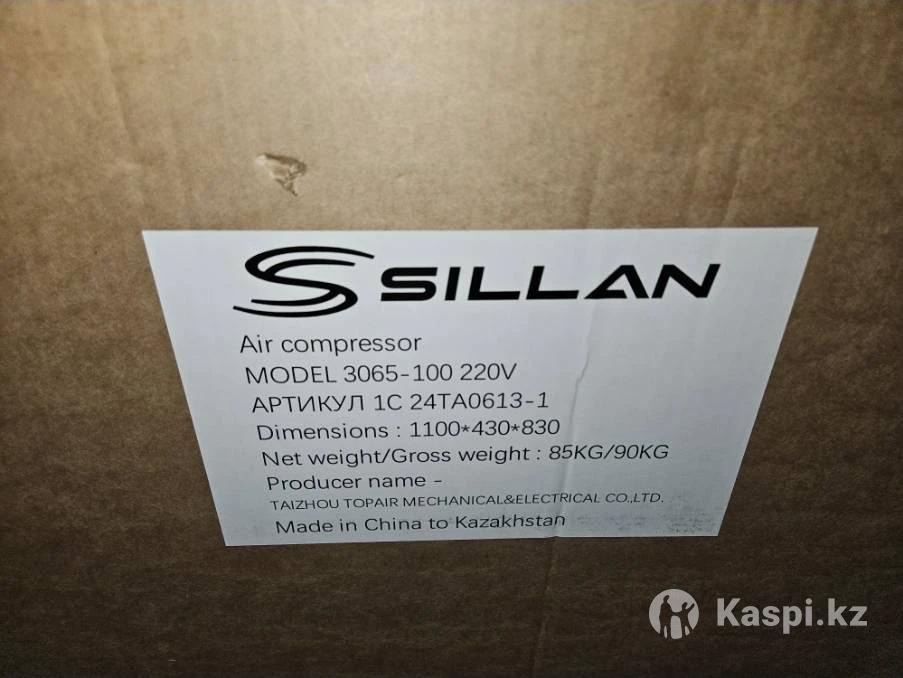 SILLAN
Air compressor
MODEL 3065-100 220V
АРТИКУЛ 1С 24TA0613-1
Dimensions : 1100*430*830
Net weight/Gross weight : 85KG/90KG
Producer name -
TAIZHOU TOPAIR MECHANICAL&ELECTRICAL CO.,LTD.
Made in China to Kazakhstan
Kaspi.kz